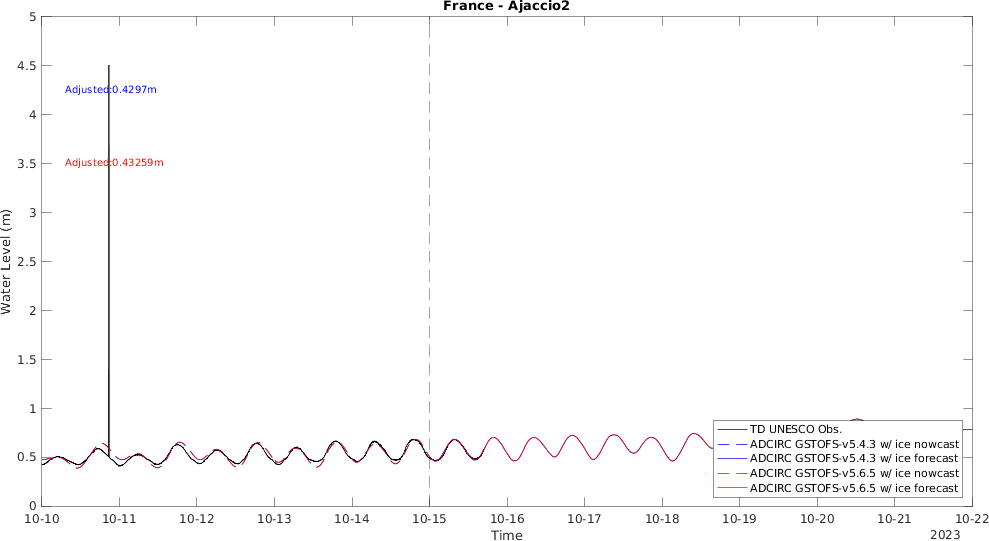 France - Ajaccio2
5
4.5
4
3.5
3
2.5
2
1.5
1
0.5
0
Water Level (m)
Adjusted:0.4297m
Adjusted:0.43259m
TD UNESCO Obs.
ADCIRC GSTOFS-v5.4.3 w/ ice nowcast
ADCIRC GSTOFS-v5.4.3 w/ ice forecast
ADCIRC GSTOFS-v5.6.5 w/ ice nowcast
ADCIRC GSTOFS-v5.6.5 w/ ice forecast
10-10 10-11 10-12 10-13 10-14 10-15 10-16 10-17 10-18 10-19 10-20 10-21 10-22
Time
2023